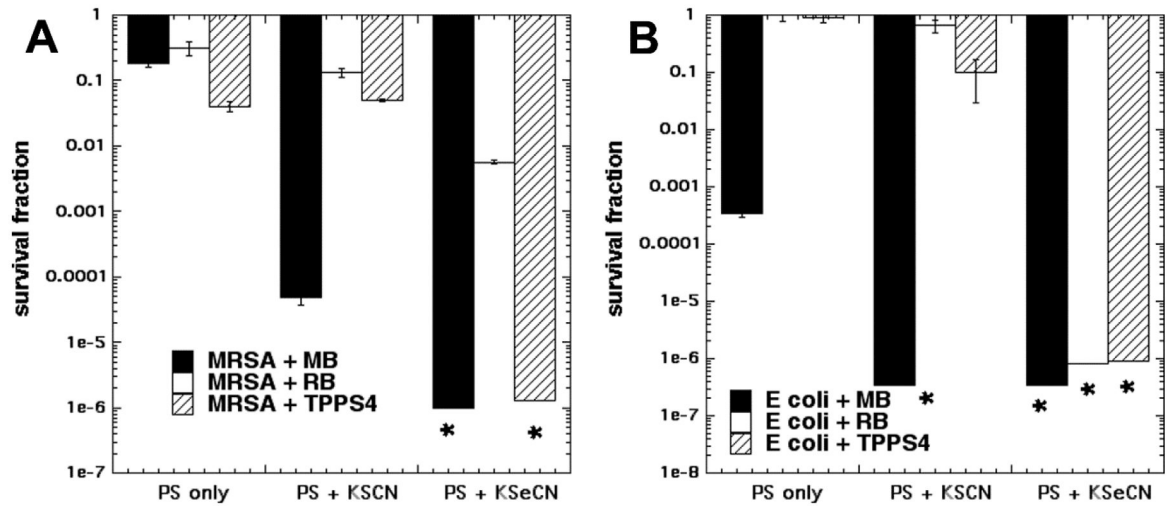 A
survival fraction
1
0.1
0.01
0.001
0.0001
1e-5
1e-6
1e-7
MRSA + MB
MRSA + RB
MRSA + TPPS4
* *
PS only PS + KSCN PS + KSeCN
B
survival fraction
1
0.1
0.01
0.001
0.0001
1e-5
1e-6
1e-7
1e-8
E coli + MB
E coli + RB
E coli + TPPS4
* * * *
PS only PS + KSCN PS + KSeCN